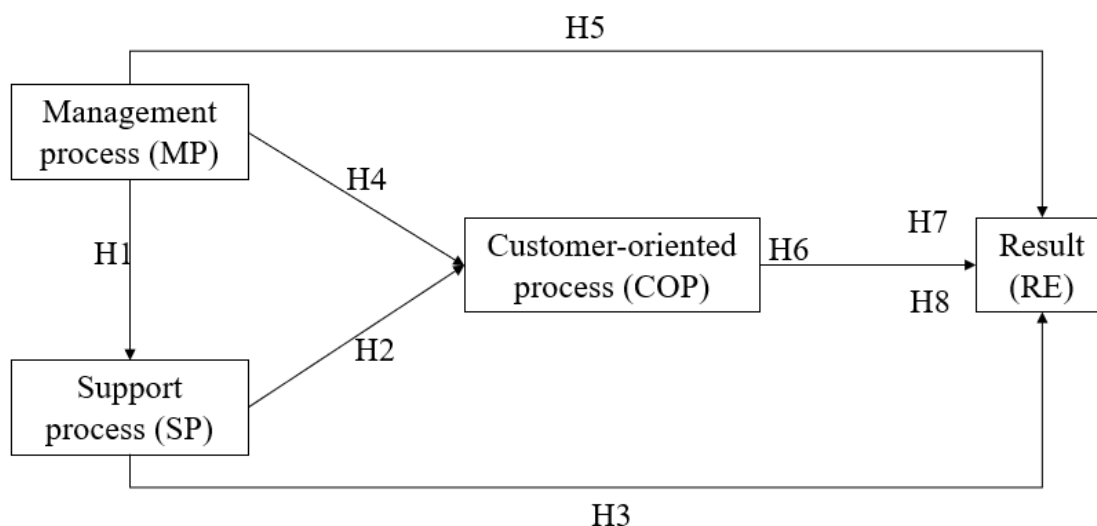 H5
Management
process (MP)
H4
H7
H1
Customer-oriented
process (COP)
H6
Result
(RE)
H8
H2
Support
process (SP)
H3